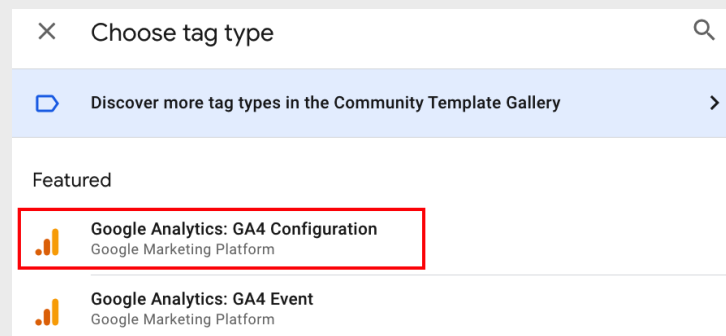 Choose tag type
Discover more tag types in the Community Template Gallery
Featured
Google Analytics: GA4 Configuration
Google Marketing Platform
Google Analytics: GA4 Event
Google Marketing Platform